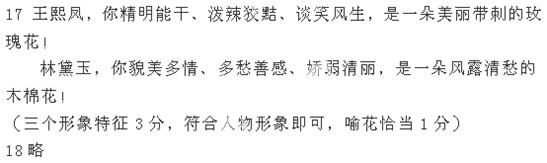 17 王熙凤，你精明能干、泼辣狡黠、谈笑风生，是一朵美丽带刺的玫
瑰花！
林黛玉，你貌美多情、多愁善感、娇弱清丽，是一朵风露清愁的
木棉花！
（三个形象特征 3 分，符合人物形象即可，喻花恰当 1 分）
18 略